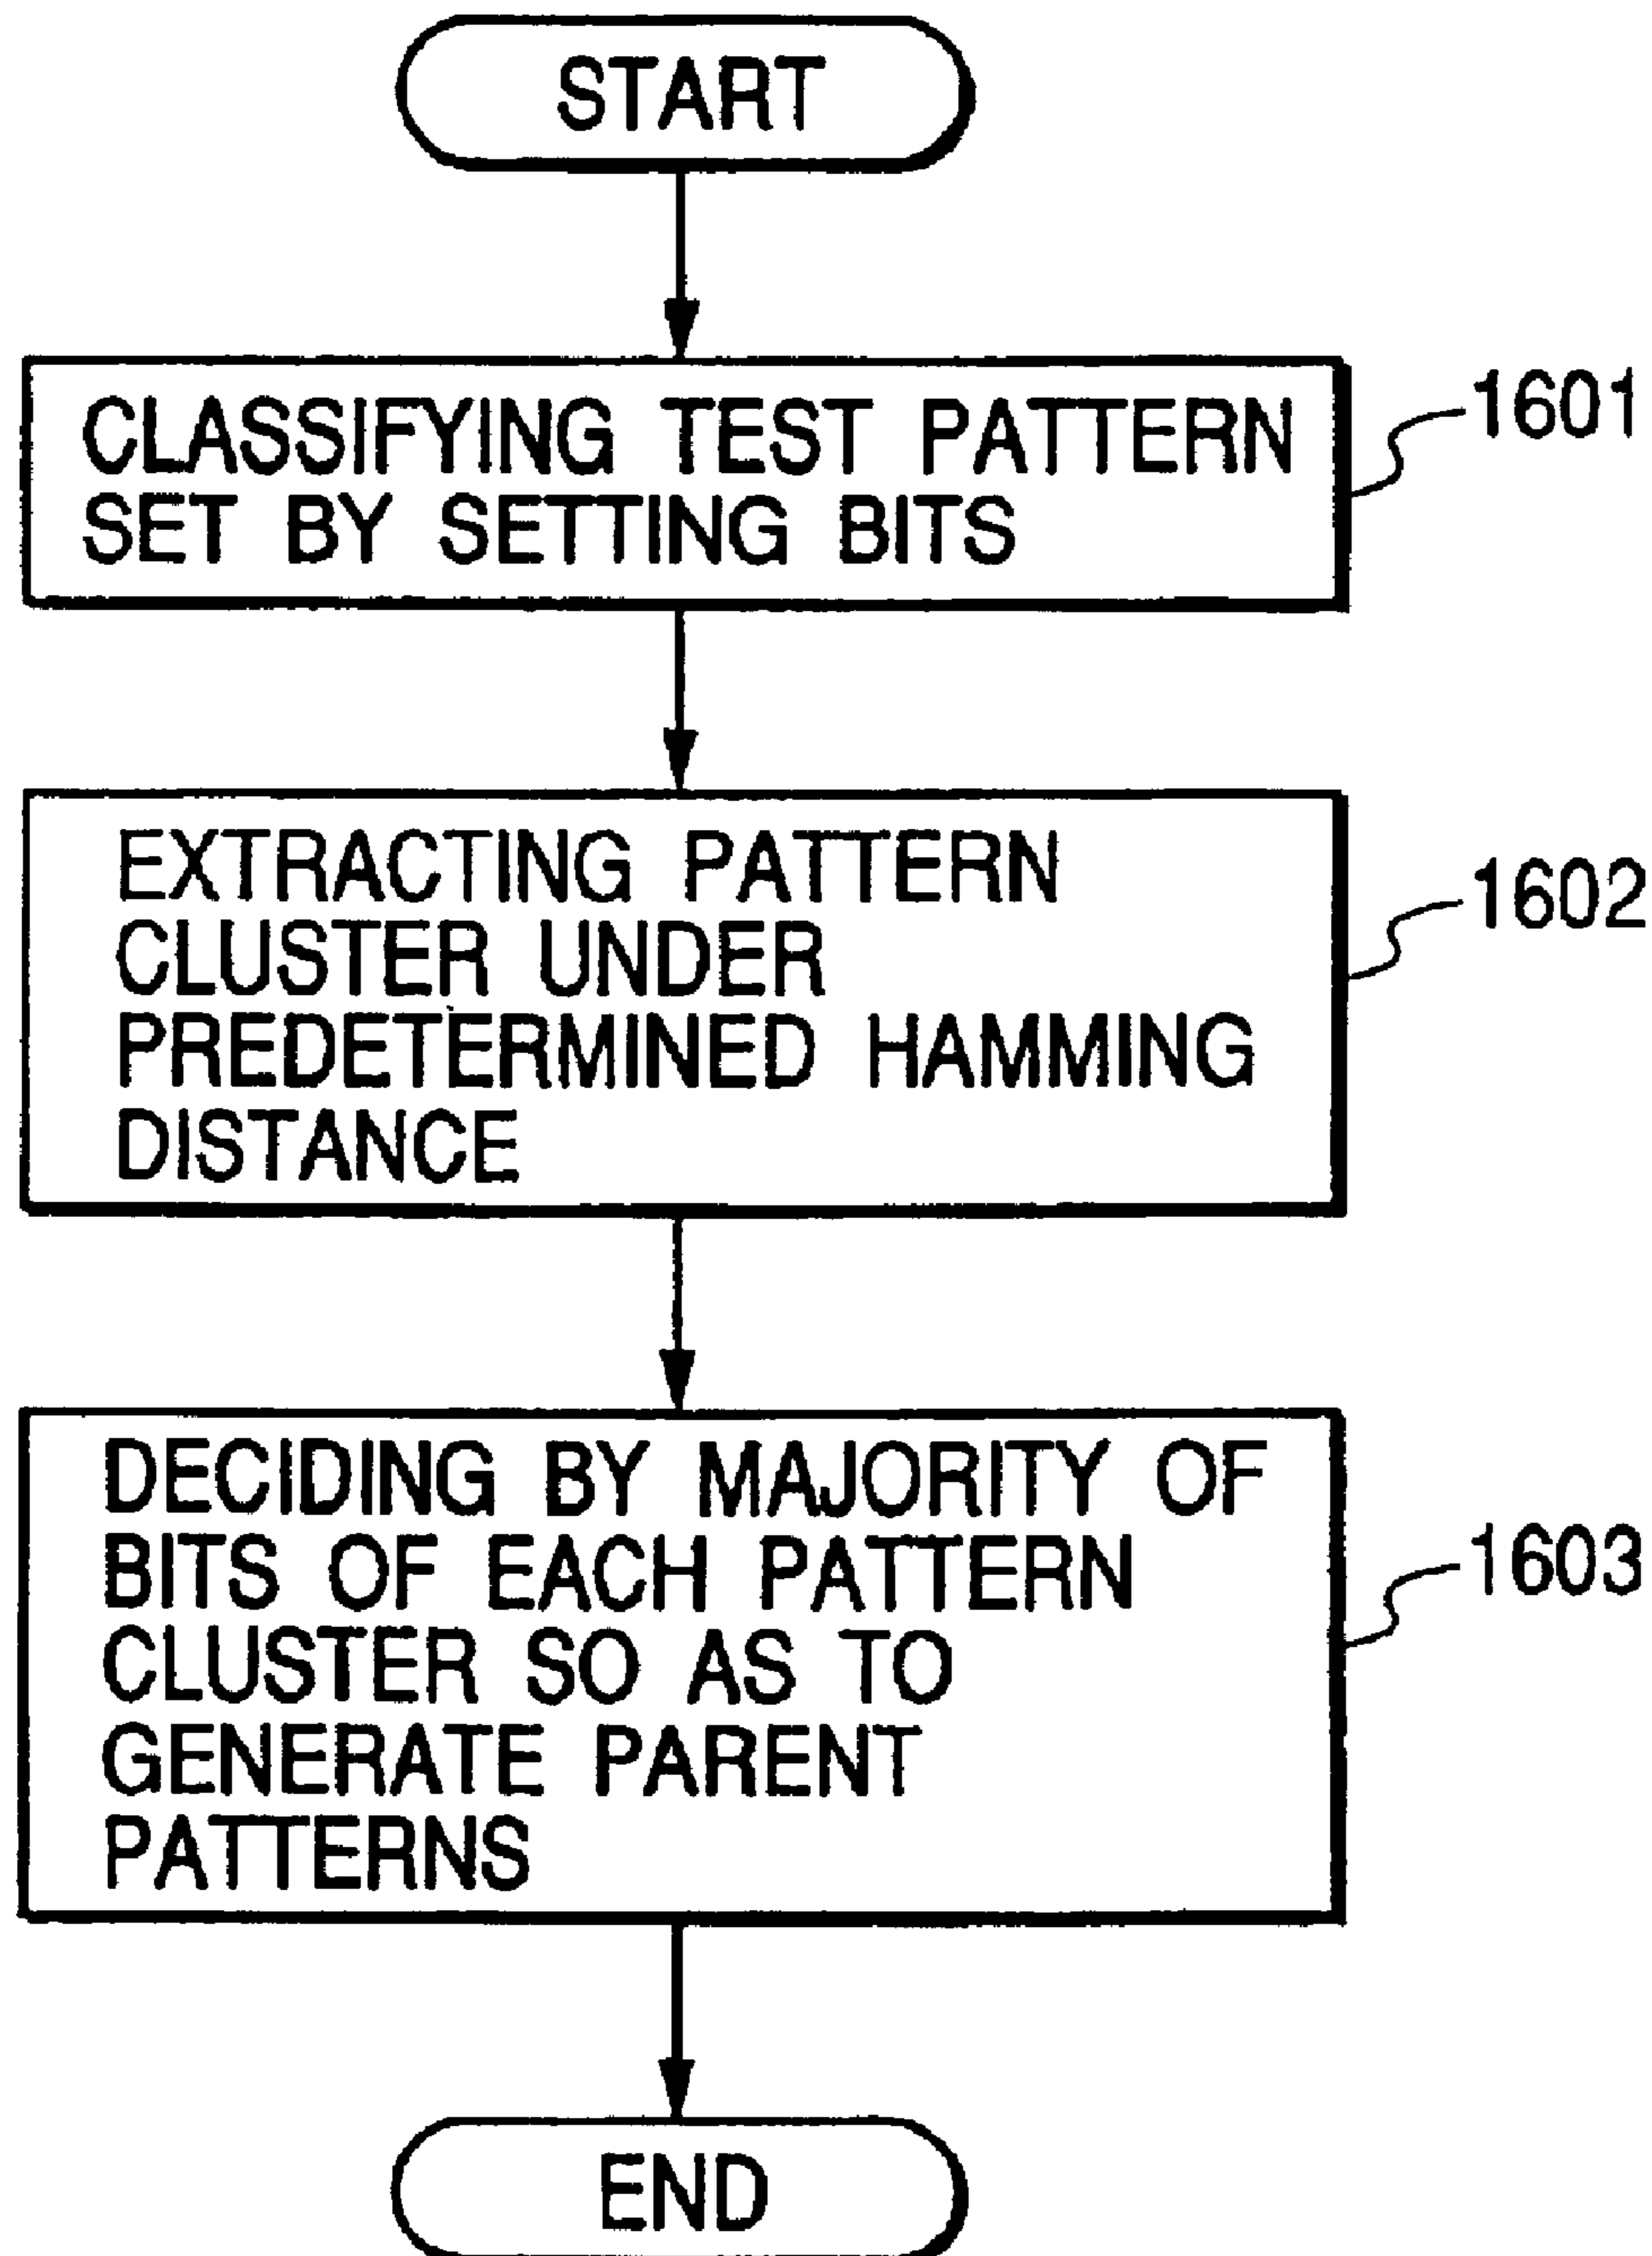 START
CLASSIFYING TEST PATTERN
SET BY SETTING BITS
1601
EXTRACTING PATTERN
CLUSTER UNDER
PREDETERMINED HAMMING
DISTANCE
1602
DECIDING BY MAJORITY OF
BITS OF EACH PATTERN
CLUSTER SO AS TO
GENERATE PARENT
PATTERNS
1603
END